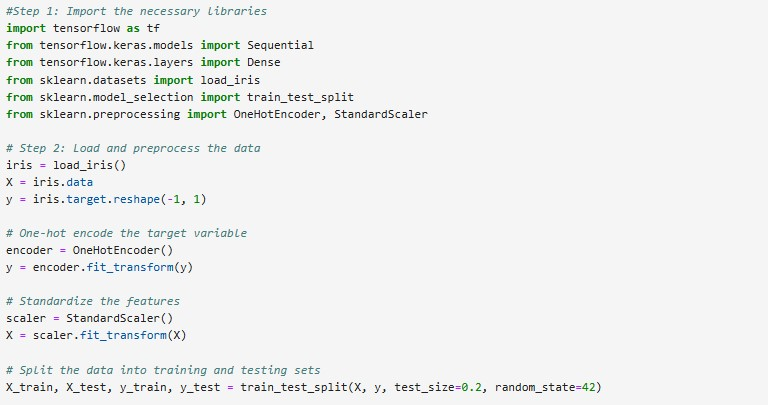 #Step 1: Import the necessary libraries
import tensorflow as tf
from tensorflow.keras.models import Sequential
from tensorflow.keras.layers import Dense
from sklearn.datasets import load_iris
from sklearn.model_selection import train_test_split
from sklearn.preprocessing import OneHotEncoder, StandardScaler

# Step 2: Load and preprocess the data
iris = load_iris()
X = iris.data
y = iris.target.reshape(-1, 1)

# One-hot encode the target variable
encoder = OneHotEncoder()
y = encoder.fit_transform(y)

# Standardize the features
scaler = StandardScaler()
X = scaler.fit_transform(X)

# Split the data into training and testing sets
X_train, X_test, y_train, y_test = train_test_split(X, y, test_size=0.2, random_state=42)